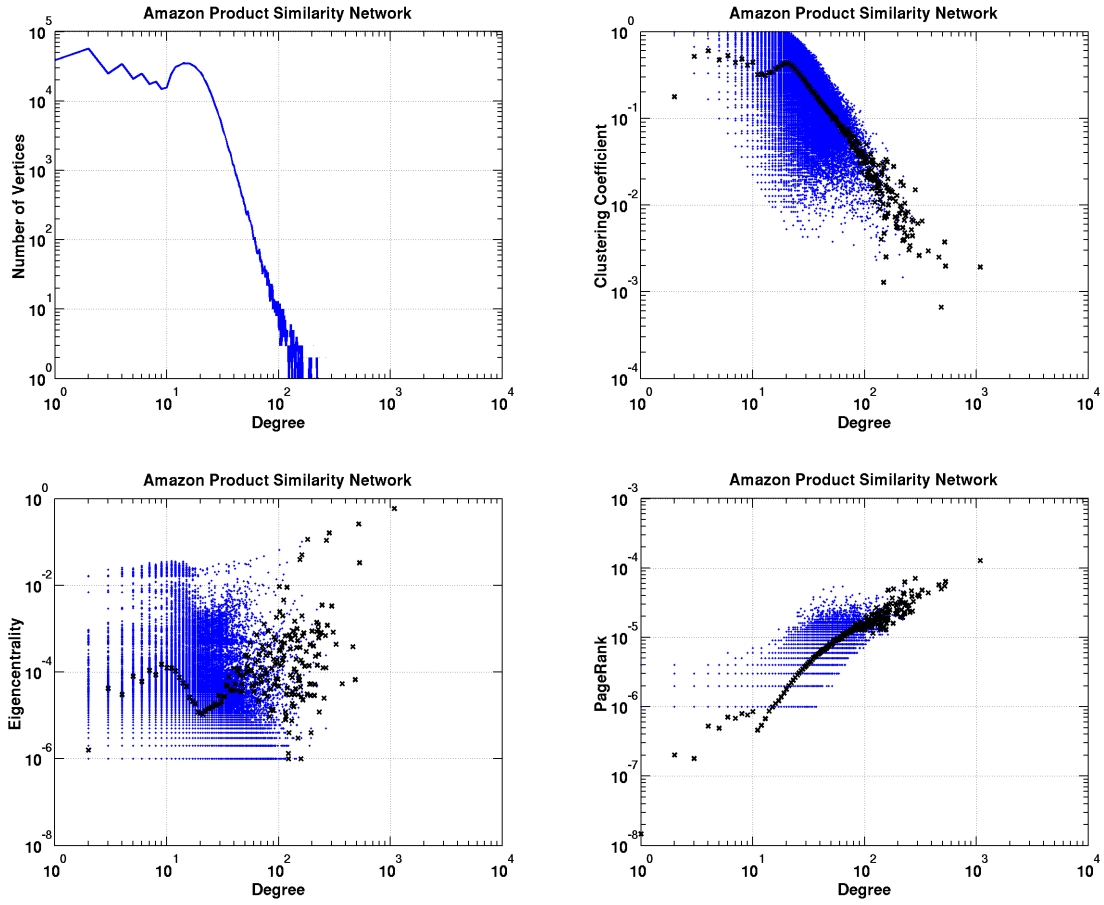 Amazon Product Similarity Network
Number of Vertices
10^5
10^4
10^3
10^2
10^1
10^0
10^0 10^1 10^2 10^3 10^4
Degree
Amazon Product Similarity Network
Clustering Coefficient
10^0
10^-1
10^-2
10^-3
10^-4
10^0 10^1 10^2 10^3 10^4
Degree
Amazon Product Similarity Network
Eigencentrality
10^0
10^-2
10^-4
10^-6
10^-8
10^0 10^1 10^2 10^3 10^4
Degree
Amazon Product Similarity Network
PageRank
10^-3
10^-4
10^-5
10^-6
10^-7
10^-8
10^0 10^1 10^2 10^3 10^4
Degree